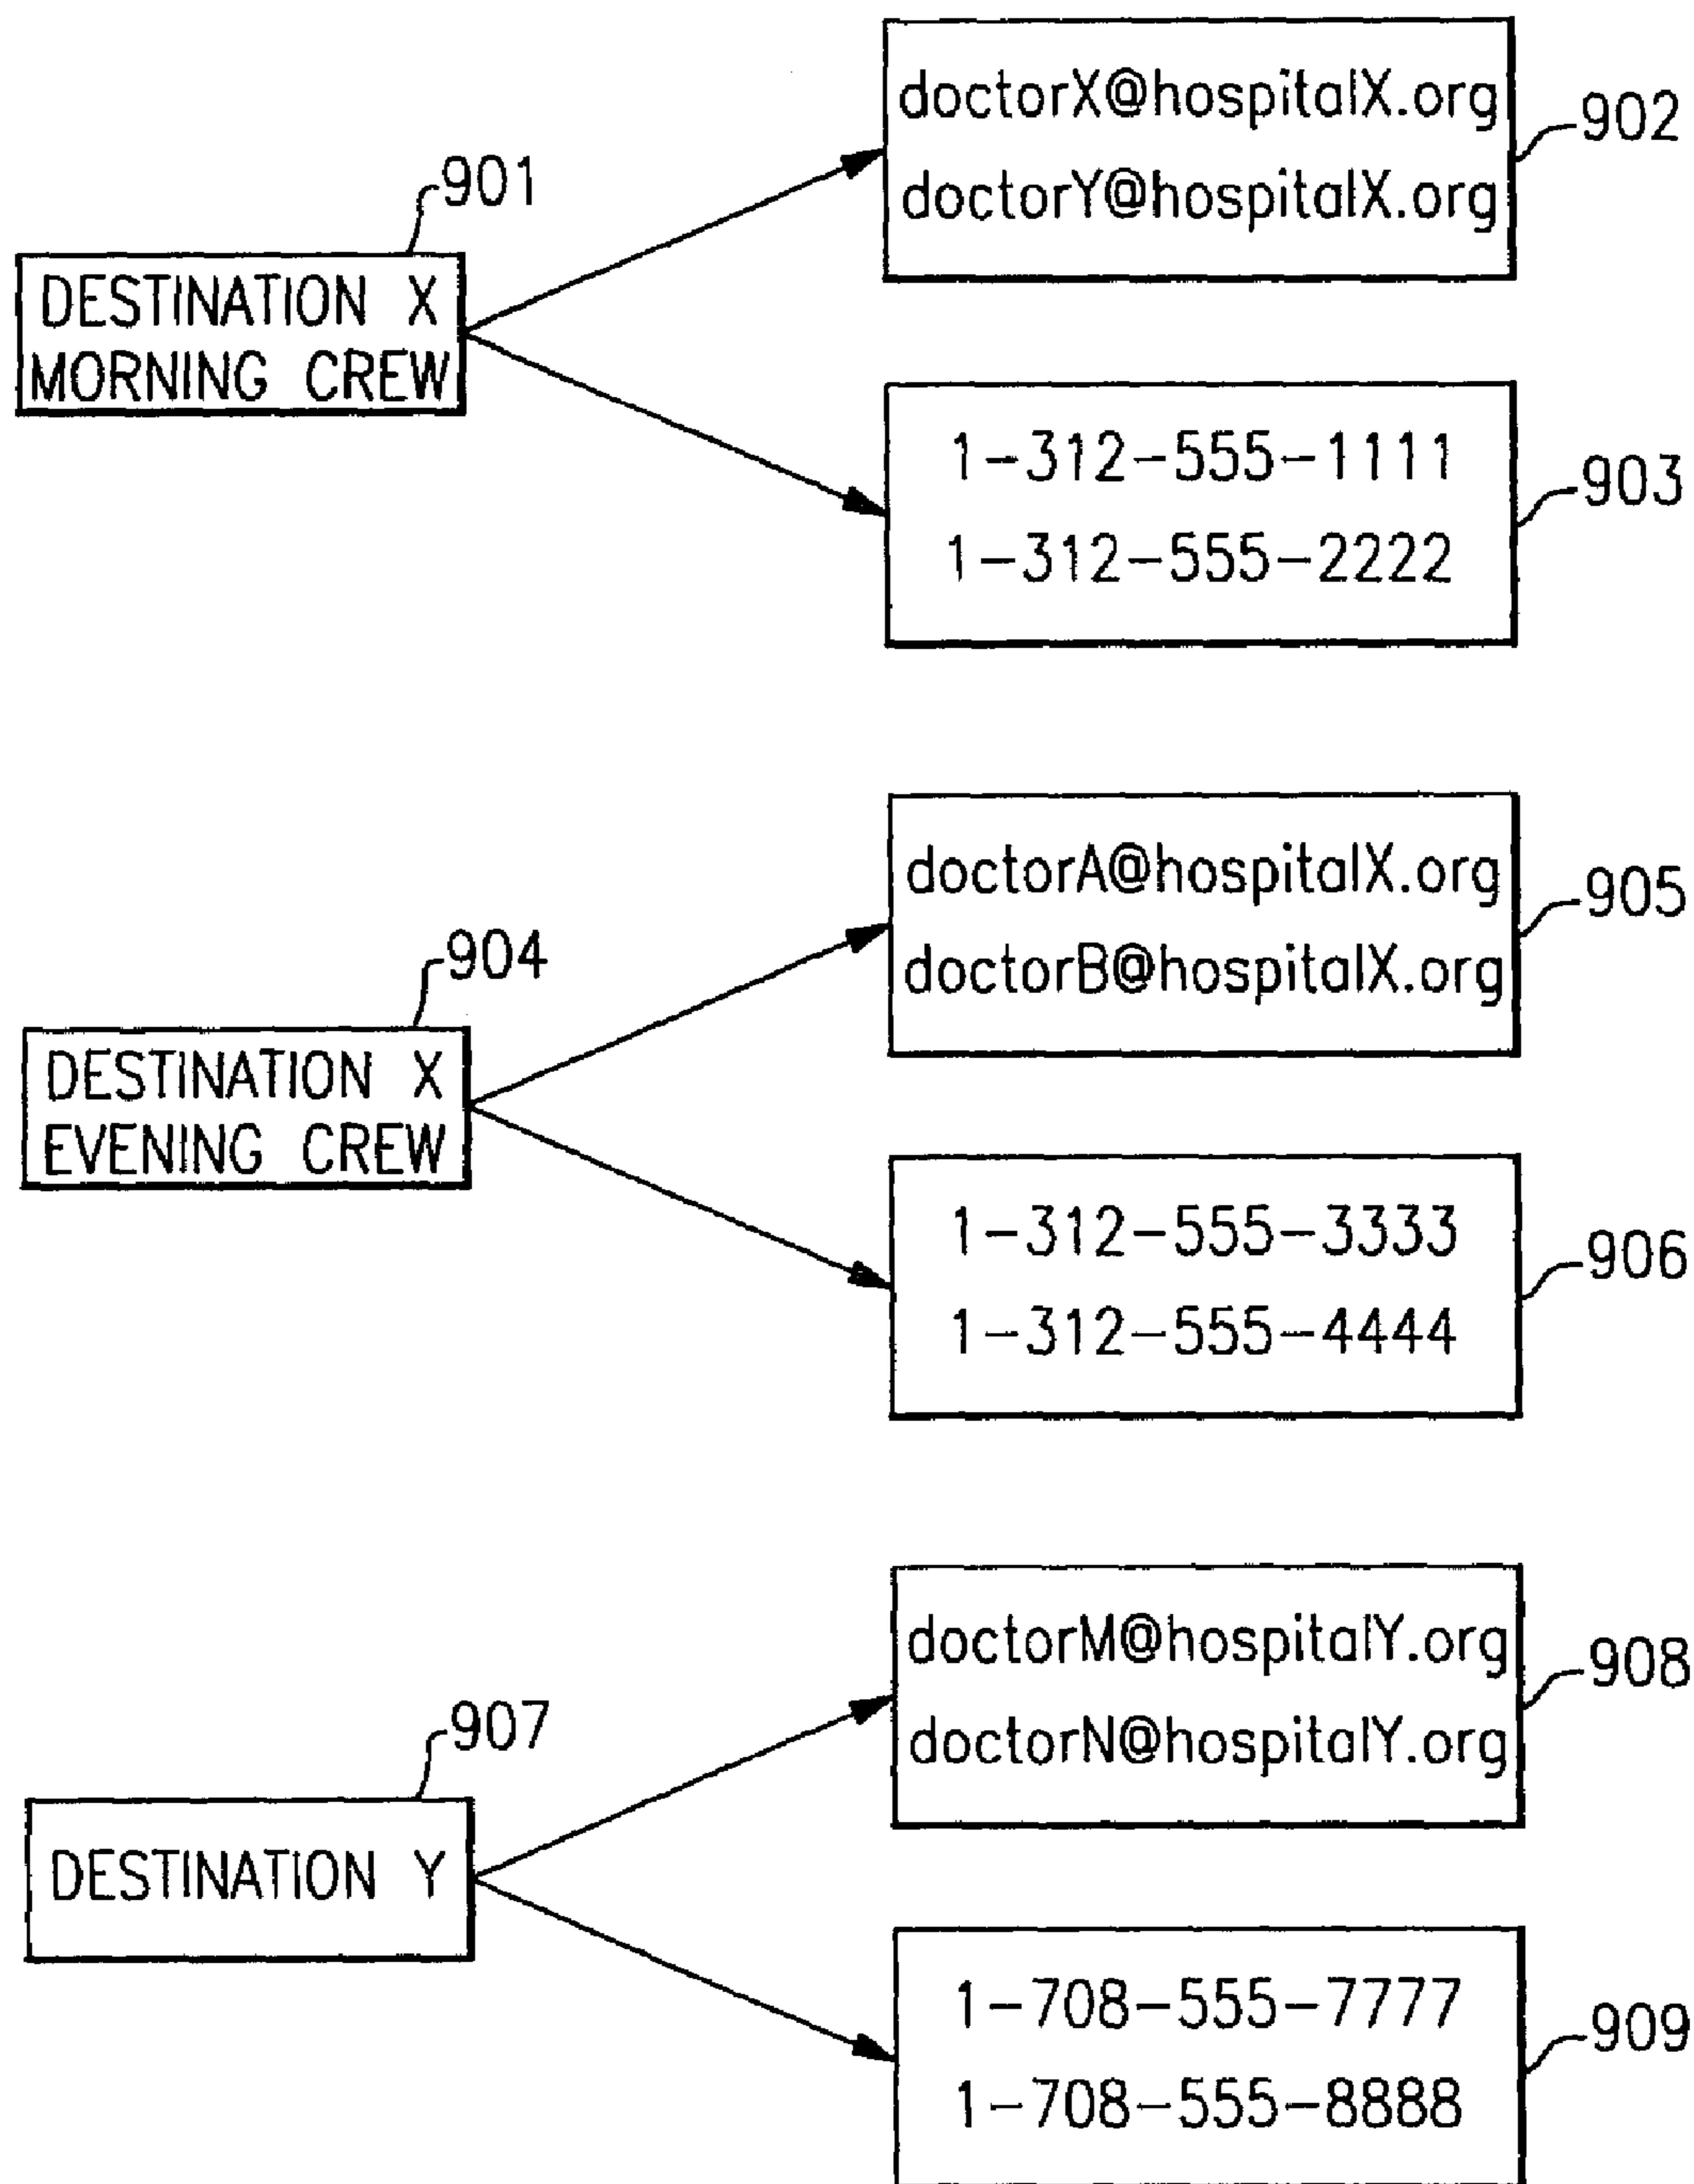 901
DESTINATION X
MORNING CREW
doctorX@hospitalX.org
doctorY@hospitalX.org
902
1-312-555-1111
1-312-555-2222
903
904
DESTINATION X
EVENING CREW
doctorA@hospitalX.org
doctorB@hospitalX.org
905
1-312-555-3333
1-312-555-4444
906
907
DESTINATION Y
doctorM@hospitalY.org
doctorN@hospitalY.org
908
1-708-555-7777
1-708-555-8888
909